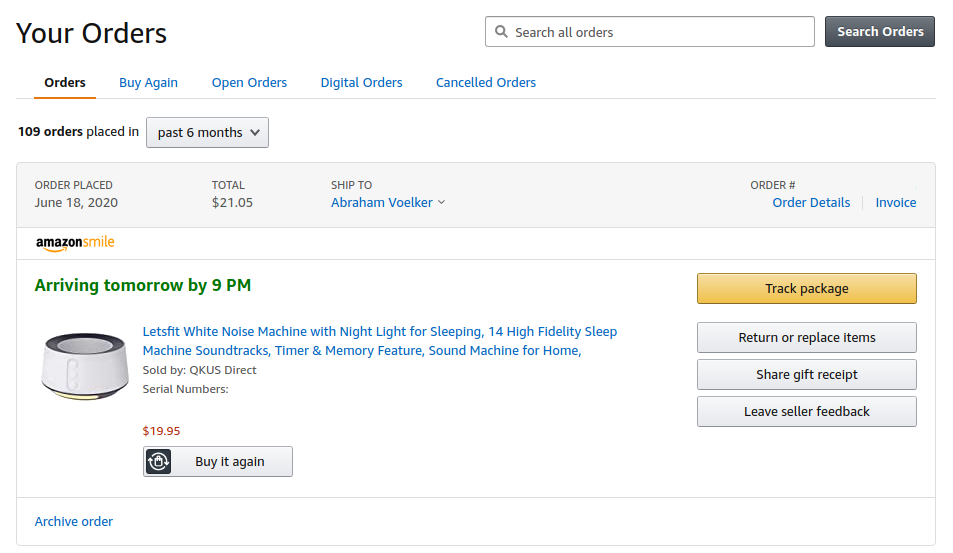 Your Orders
Search all orders
Search Orders
Orders
Buy Again
Open Orders
Digital Orders
Cancelled Orders
109 orders placed in
past 6 months
ORDER PLACED
TOTAL
SHIP TO
ORDER #
June 18, 2020
$21.05
Abraham Voelker
Order Details
Invoice
amazonsmile
Arriving tomorrow by 9 PM
Track package
Letsfit White Noise Machine with Night Light for Sleeping, 14 High Fidelity Sleep
Machine Soundtracks, Timer & Memory Feature, Sound Machine for Home,
Sold by: QKUS Direct
Serial Numbers:
Return or replace items
Share gift receipt
Leave seller feedback
$19.95
Buy it again
Archive order